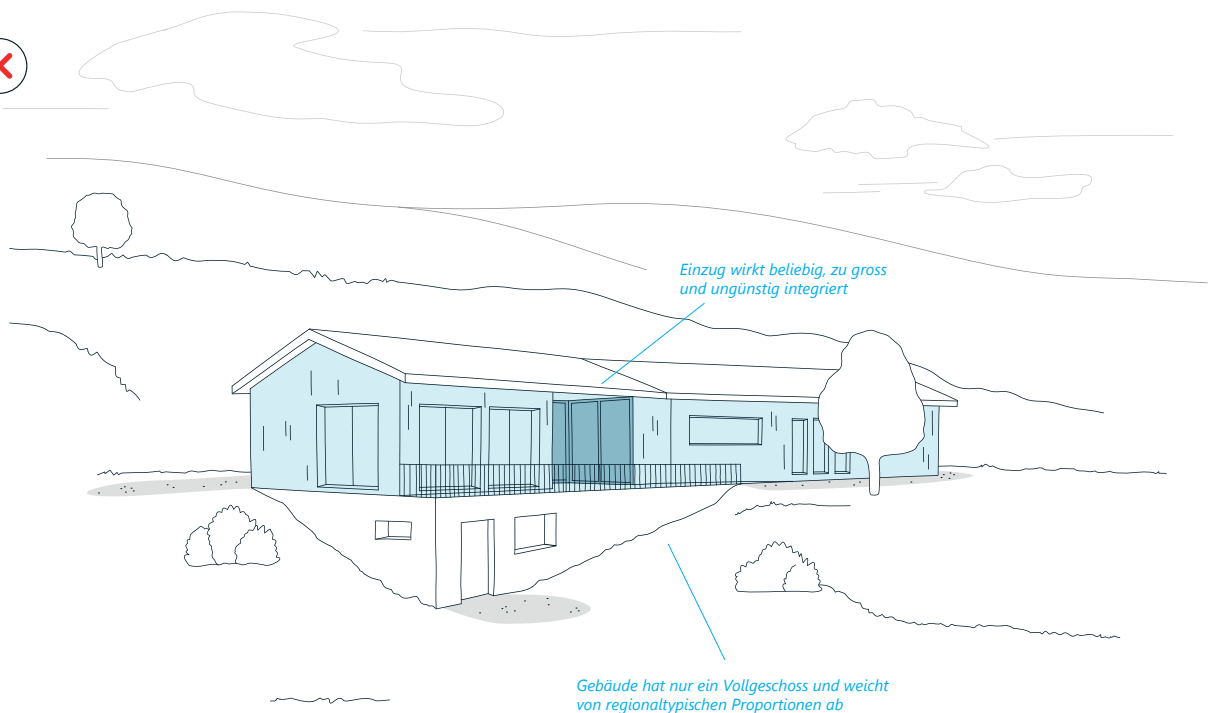 Einzug wirkt beliebig, zu gross
und ungünstig integriert
Gebäude hat nur ein Vollgeschoss und weicht
von regionaltypischen Proportionen ab